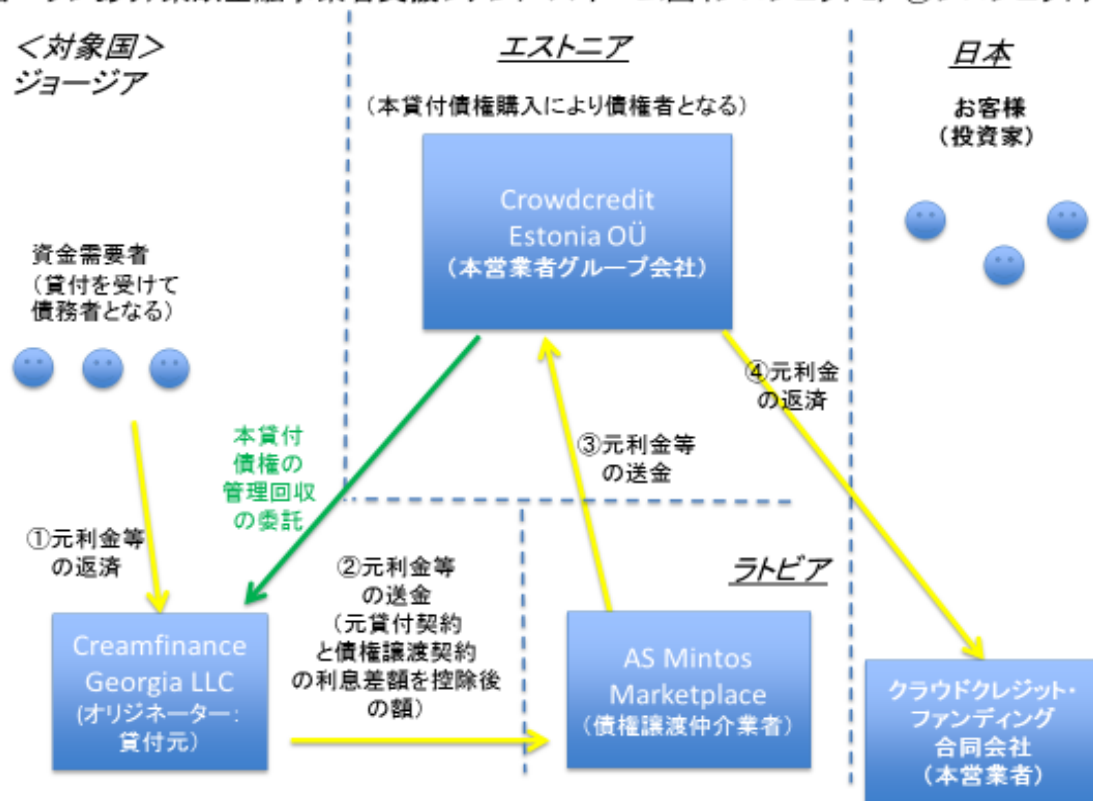 ＜対象国＞
ジョージア
エストニア
日本
（本貸付債権購入により債権者となる）
お客様
（投資家）
Crowdcredit
Estonia OÜ
（本営業者グループ会社）
資金需要者
（貸付を受けて
債務者となる）
④元利金
の返済
本貸付
債権の
管理回収
の委託
③元利金等
の送金
①元利金等
の返済
②元利金等
の送金
（元貸付契約
と債権譲渡契約
の利息差額を控除後
の額）
ラトビア
Creamfinance
Georgia LLC
(オリジネーター：
貸付元）
AS Mintos
Marketplace
（債権譲渡仲介業者）
クラウドクレジット・
ファンディング
合同会社
（本営業者）